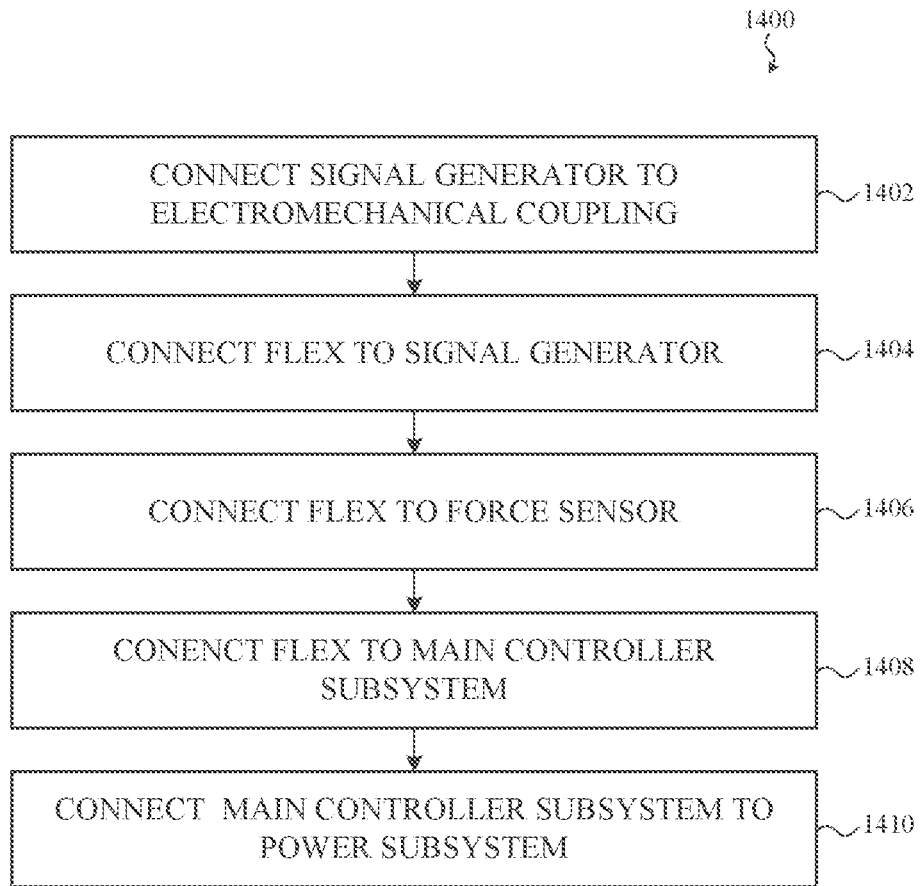 1400
CONNECT SIGNAL GENERATOR TO
ELECTROMECHANICAL COUPLING
1402
CONNECT FLEX TO SIGNAL GENERATOR
1404
CONNECT FLEX TO FORCE SENSOR
1406
CONENCT FLEX TO MAIN CONTROLLER
SUBSYSTEM
1408
CONNECT MAIN CONTROLLER SUBSYSTEM TO
POWER SUBSYSTEM
1410